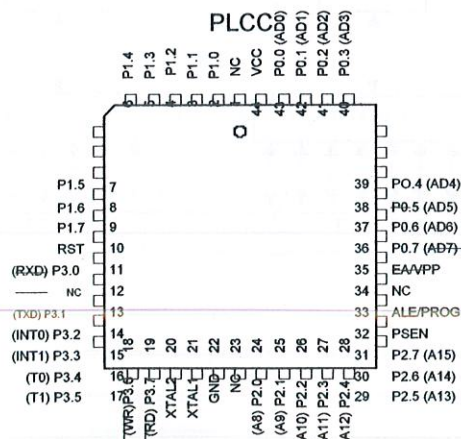 PLCC
P1.4 P1.3 P1.2 P1.1 P1.0 NC VCC P0.0 (AD0) P0.1 (AD1) P0.2 (AD2) P0.3 (AD3)
6 5 4 3 2 1 44 43 42 41 40
P1.5 7 39 PO.4 (AD4)
P1.6 8 38 P0.5 (AD5)
P1.7 9 37 P0.6 (AD6)
RST 10 36 P0.7 (AD7)
(RXD) P3.0 11 35 EA/VPP
NC 12 34 NC
(TXD) P3.1 13 33 ALE/PROG
(INT0) P3.2 14 32 PSEN
(INT1) P3.3 15 31 P2.7 (A15)
(T0) P3.4 16 30 P2.6 (A14)
(T1) P3.5 17 29 P2.5 (A13)
18 19 20 21 22 23 24 25 26 27 28
(WR) P3.6 (RD) P3.7 XTAL2 XTAL1 GND NC (A8) P2.0 (A9) P2.1 (A10) P2.2 (A11) P2.3 (A12) P2.4